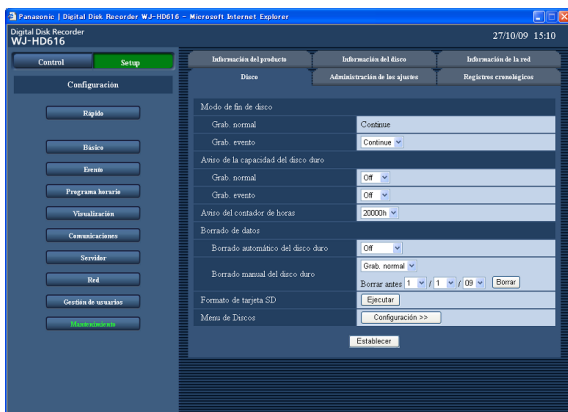 Panasonic | Digital Disk Recorder WJ-HD616 - Microsoft Internet Explorer
Digital Disk Recorder
WJ-HD616
27/10/09 15:10
Control
Setup
Configuración
Rápido
Básico
Evento
Programa horario
Visualización
Comunicaciones
Servidor
Red
Gestión de usuarios
Mantenimiento
Información del producto
Información del disco
Información de la red
Disco
Administración de los ajustes
Registros cronológicos
Modo de fin de disco
Grab. normal
Continue
Grab. evento
Continue
Aviso de la capacidad del disco duro
Grab. normal
Off
Grab. evento
Off
Aviso del contador de horas
20000h
Borrado de datos
Borrado automático del disco duro
Off
Borrado manual del disco duro
Grab. normal
Borrar antes 1 / 1 / 09 Borrar
Formato de tarjeta SD
Ejecutar
Menu de Discos
Configuración >>
Establecer